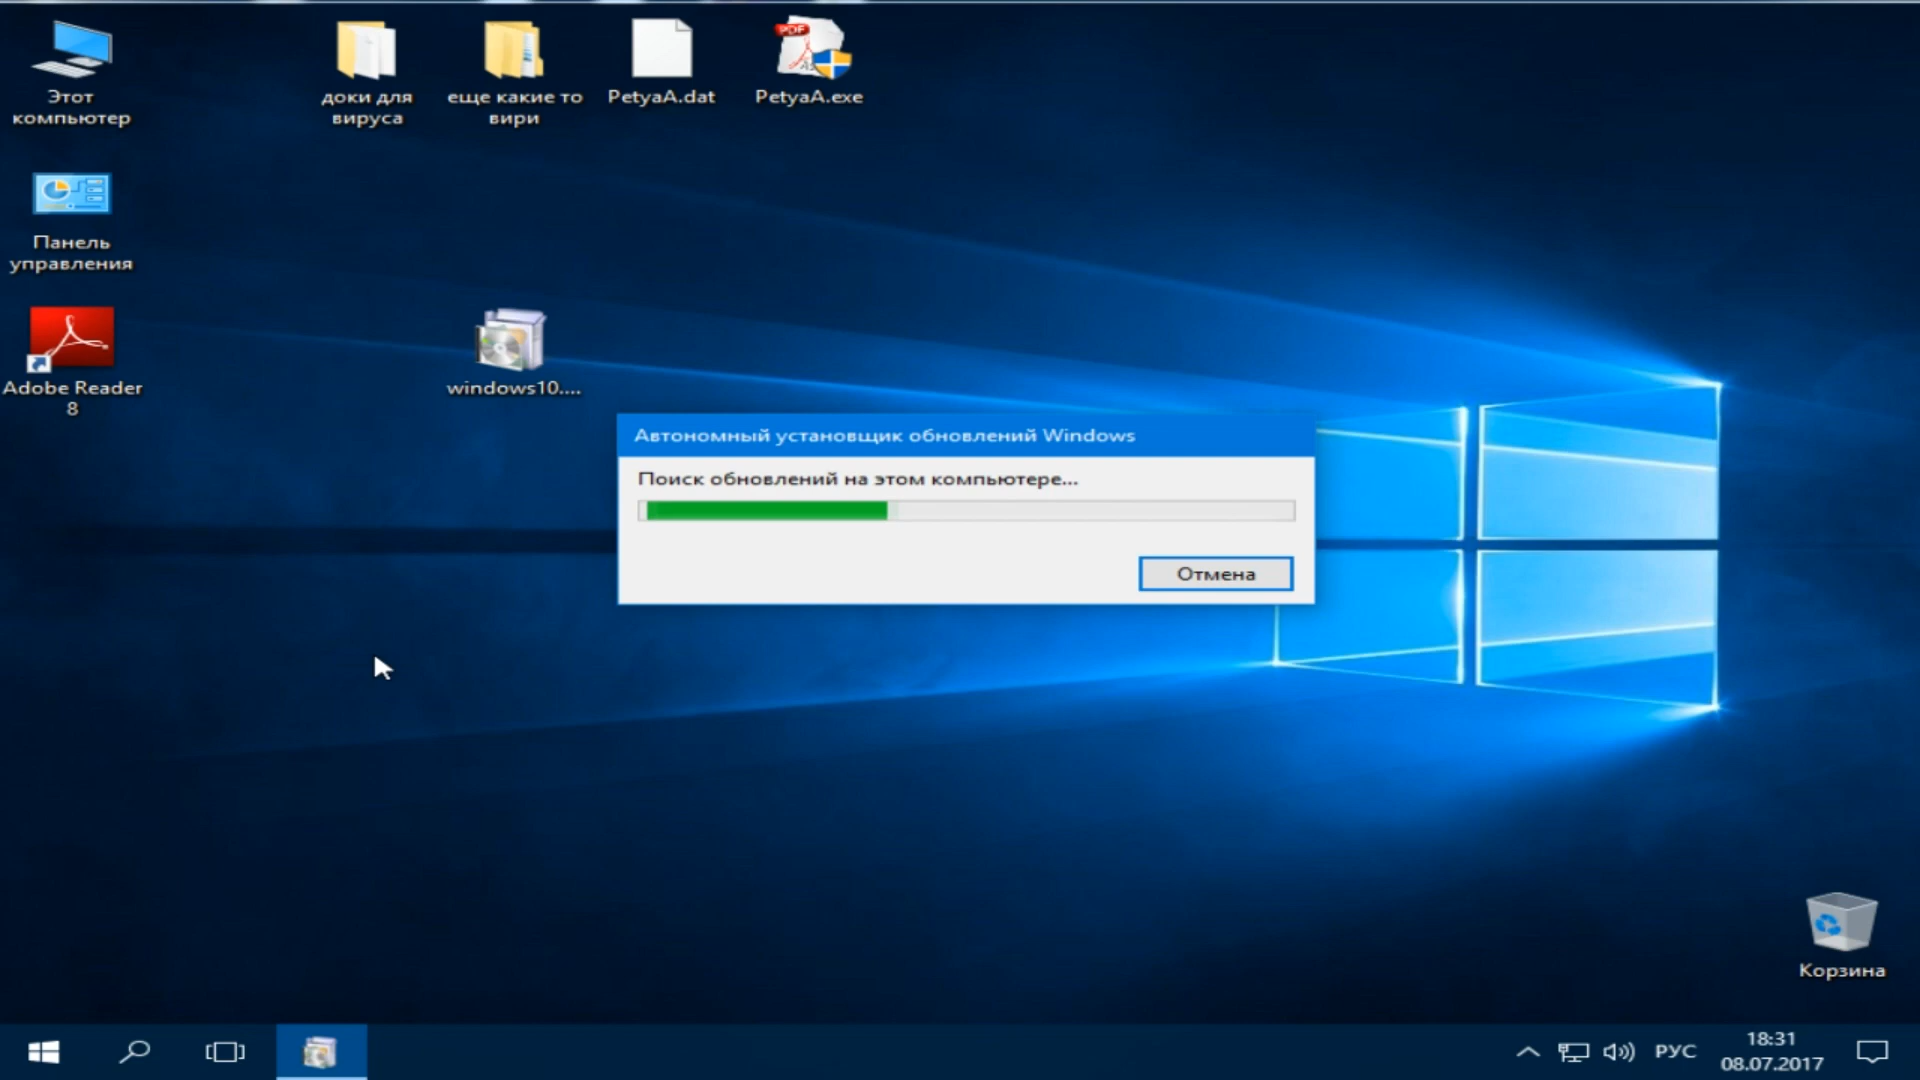 Этот
компьютер
доки для
вируса
еще какие то
вири
PetyaA.dat
PDF
PetyaA.exe
Панель
управления
Adobe Reader
8
windows10....
Автономный установщик обновлений Windows
Поиск обновлений на этом компьютере...
Отмена
Корзина
РУС
18:31
08.07.2017